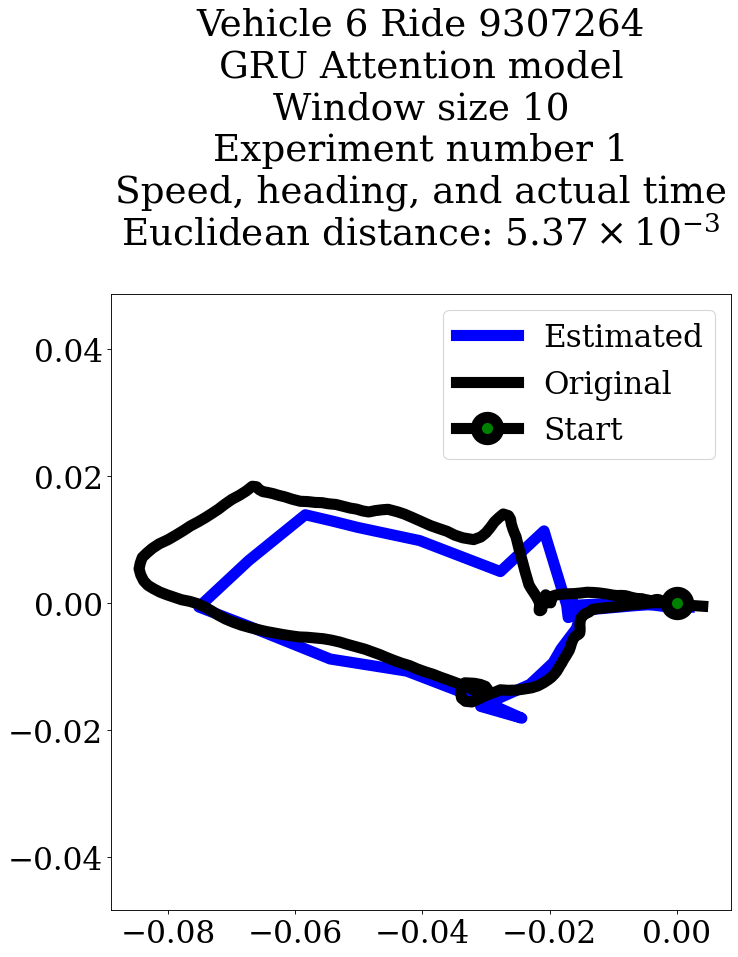 Vehicle 6 Ride 9307264
GRU Attention model
Window size 10
Experiment number 1
Speed, heading, and actual time
Euclidean distance: 5.37 × 10⁻³
Estimated
Original
Start
0.04
0.02
0.00
−0.02
−0.04
−0.08 −0.06 −0.04 −0.02 0.00